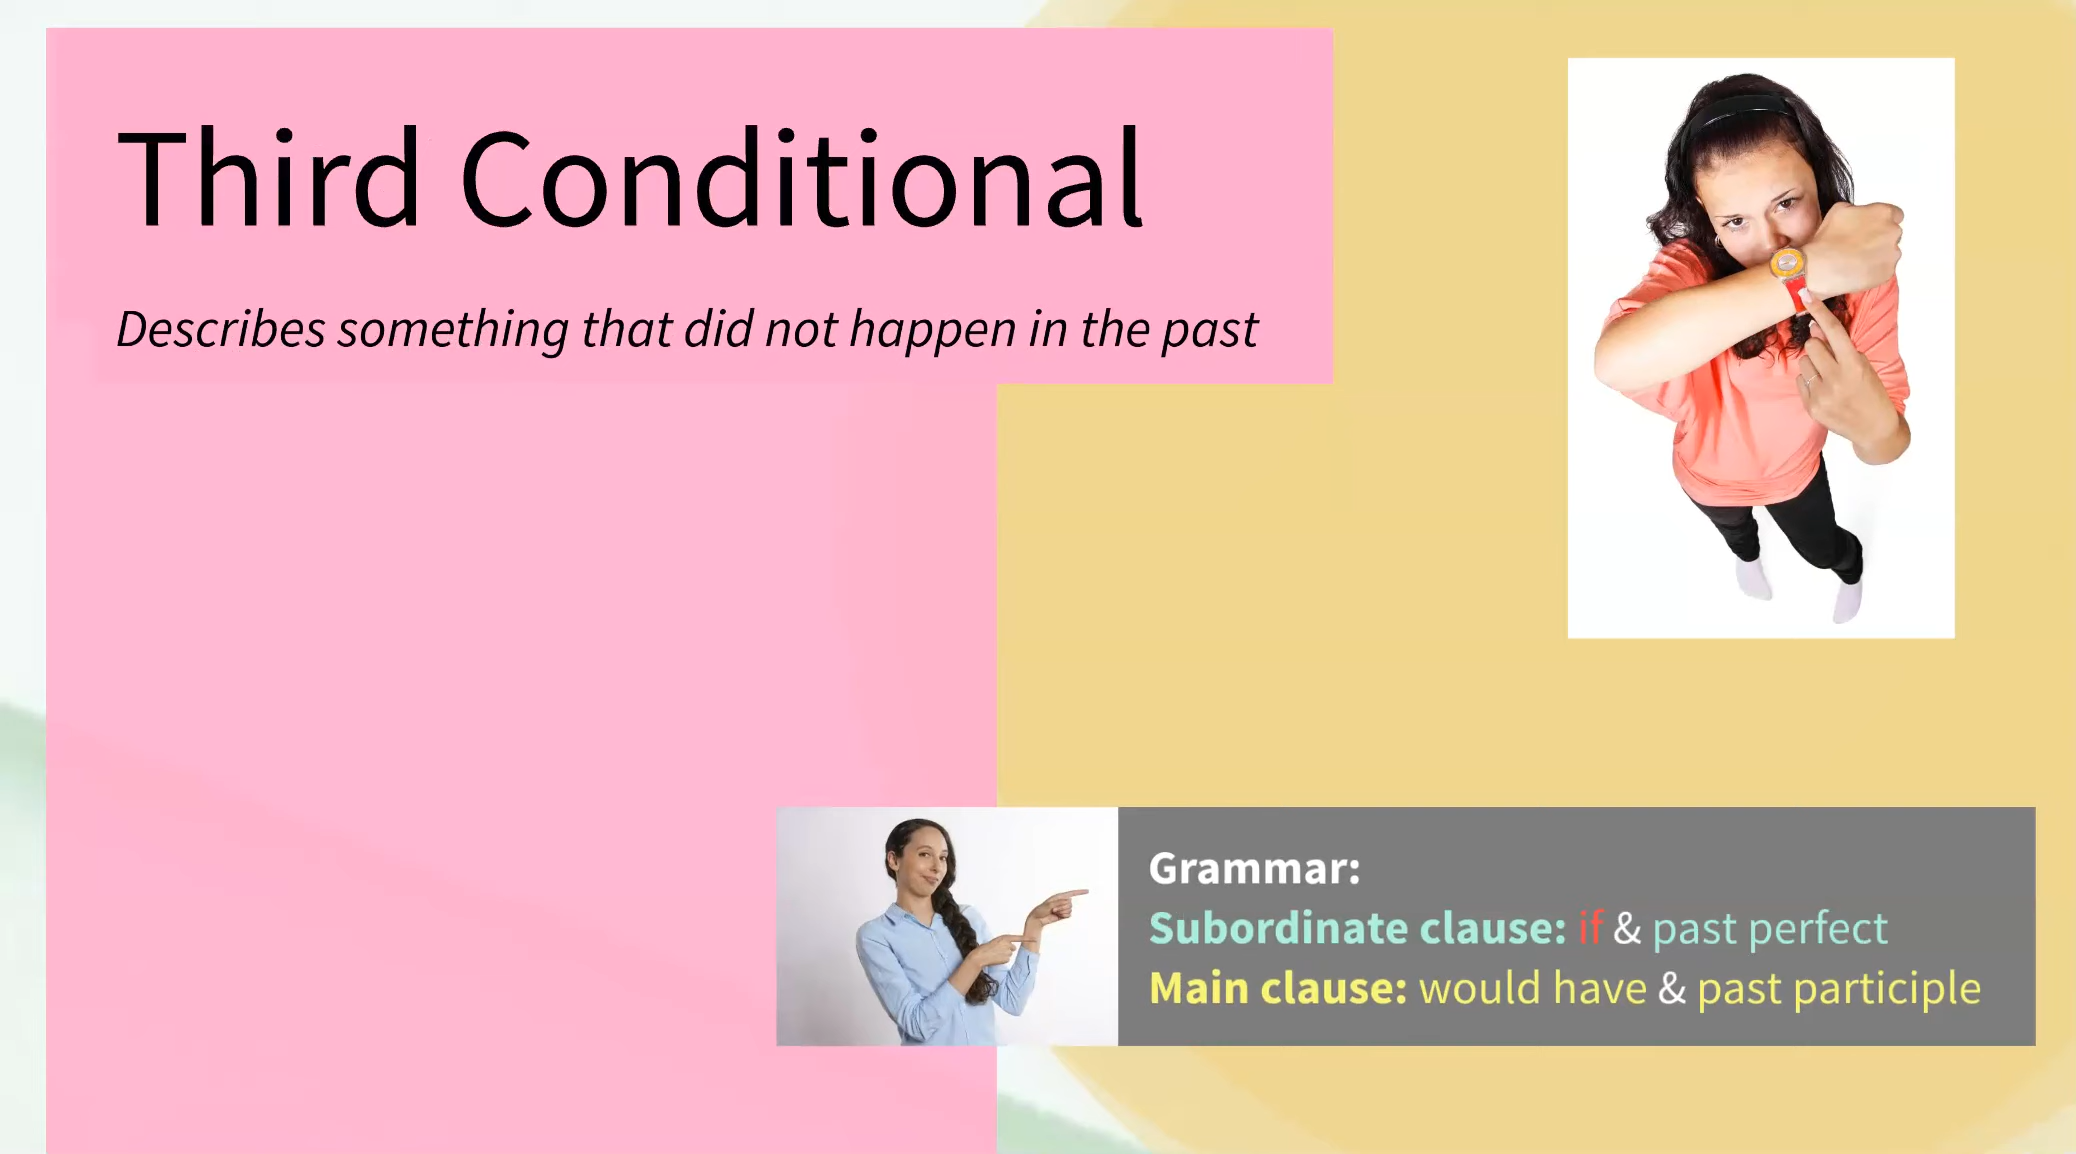 Third Conditional
Describes something that did not happen in the past
Grammar:
Subordinate clause: if & past perfect
Main clause: would have & past participle